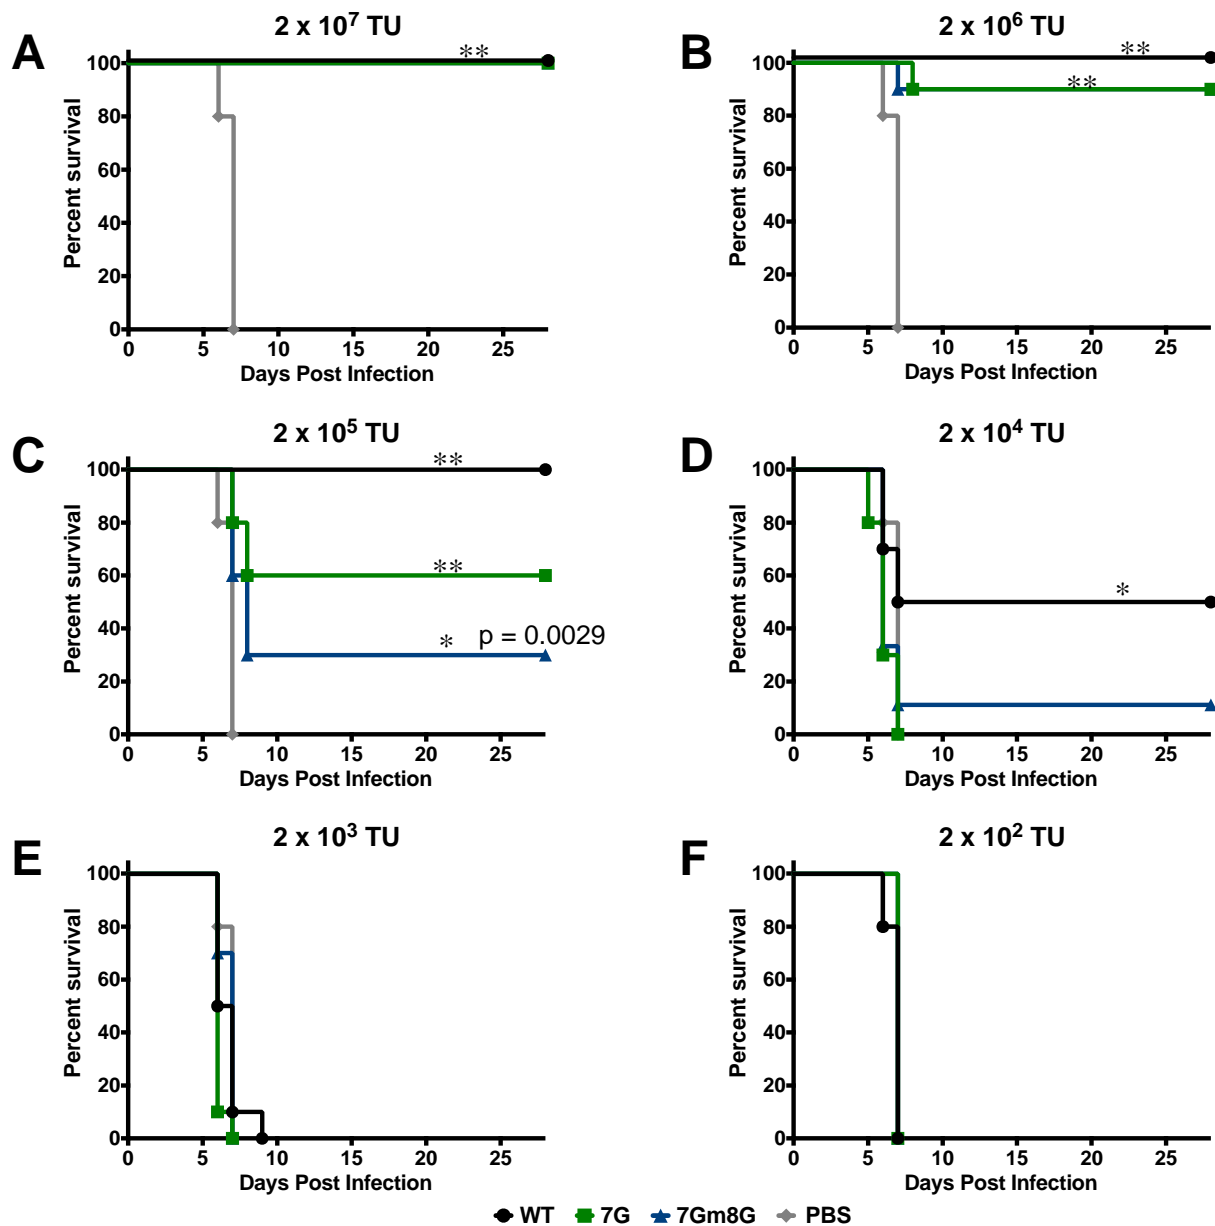 A
2 x 10⁷ TU
**
Percent survival
100
80
60
40
20
0
0 5 10 15 20 25
Days Post Infection
B
2 x 10⁶ TU
**
**
Percent survival
100
80
60
40
20
0
0 5 10 15 20 25
Days Post Infection
C
2 x 10⁵ TU
**
**
* p = 0.0029
Percent survival
100
80
60
40
20
0
0 5 10 15 20 25
Days Post Infection
D
2 x 10⁴ TU
*
Percent survival
100
80
60
40
20
0
0 5 10 15 20 25
Days Post Infection
E
2 x 10³ TU
Percent survival
100
80
60
40
20
0
0 5 10 15 20 25
Days Post Infection
F
2 x 10² TU
Percent survival
100
80
60
40
20
0
0 5 10 15 20 25
Days Post Infection
WT 7G 7Gm8G PBS